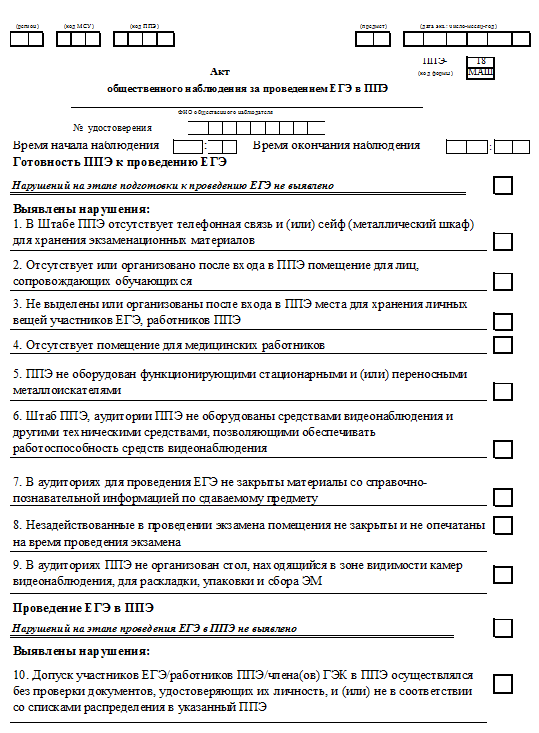 (регион) (код МСУ) (код ППЭ) (предмет) (дата экз.: число-месяц-год)
ППЭ- 18
(код формы) МАШ
Акт
общественного наблюдения за проведением ЕГЭ в ППЭ
ФИО общественного наблюдателя
№ удостоверения
Время начала наблюдения : Время окончания наблюдения :
Готовность ППЭ к проведению ЕГЭ
Нарушений на этапе подготовки к проведению ЕГЭ не выявлено
Выявлены нарушения:
1. В Штабе ППЭ отсутствует телефонная связь и (или) сейф (металлический шкаф)
для хранения экзаменационных материалов
2. Отсутствует или организовано после входа в ППЭ помещение для лиц,
сопровождающих обучающихся
3. Не выделены или организованы после входа в ППЭ места для хранения личных
вещей участников ЕГЭ, работников ППЭ
4. Отсутствует помещение для медицинских работников
5. ППЭ не оборудован функционирующими стационарными и (или) переносными
металлоискателями
6. Штаб ППЭ, аудитории ППЭ не оборудованы средствами видеонаблюдения и
другими техническими средствами, позволяющими обеспечивать
работоспособность средств видеонаблюдения
7. В аудиториях для проведения ЕГЭ не закрыты материалы со справочно-
познавательной информацией по сдаваемому предмету
8. Незадействованные в проведении экзамена помещения не закрыты и не опечатаны
на время проведения экзамена
9. В аудиториях ППЭ не организован стол, находящийся в зоне видимости камер
видеонаблюдения, для раскладки, упаковки и сбора ЭМ
Проведение ЕГЭ в ППЭ
Нарушений на этапе проведения ЕГЭ в ППЭ не выявлено
Выявлены нарушения:
10. Допуск участников ЕГЭ/работников ППЭ/члена(ов) ГЭК в ППЭ осуществлялся
без проверки документов, удостоверяющих их личность, и (или) не в соответствии
со списками распределения в указанный ППЭ